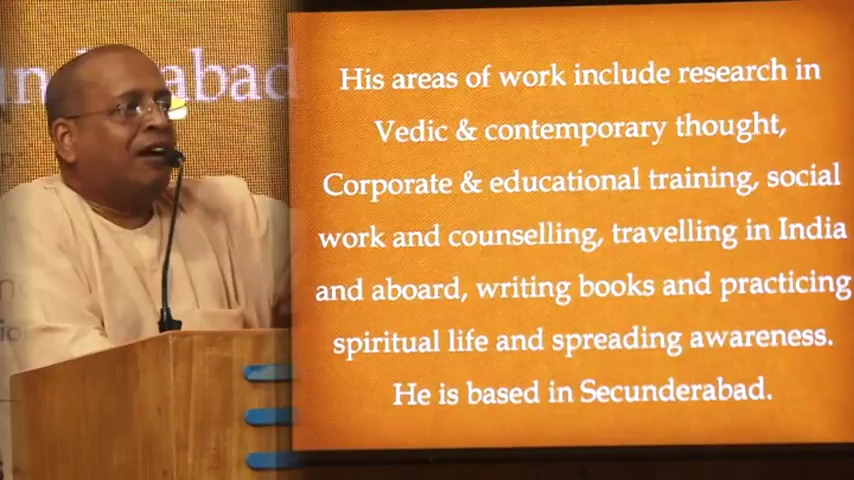 His areas of work include research in
Vedic & contemporary thought,
Corporate & educational training, social
work and counselling, travelling in India
and aboard, writing books and practicing
spiritual life and spreading awareness.
He is based in Secunderabad.